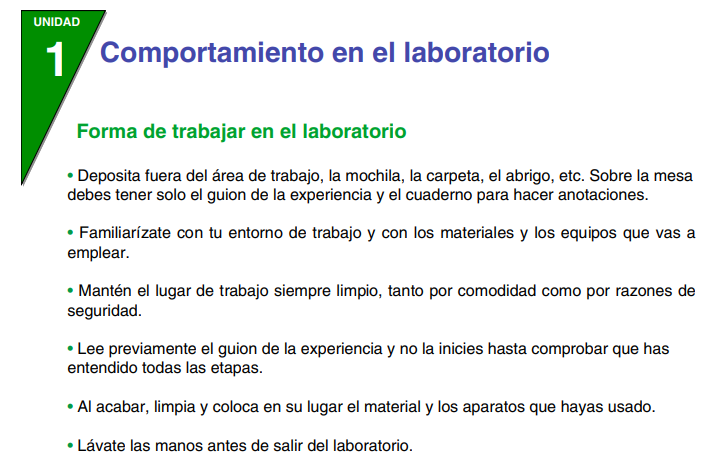 UNIDAD
1
Comportamiento en el laboratorio
Forma de trabajar en el laboratorio
• Deposita fuera del área de trabajo, la mochila, la carpeta, el abrigo, etc. Sobre la mesa
debes tener solo el guion de la experiencia y el cuaderno para hacer anotaciones.
• Familiarízate con tu entorno de trabajo y con los materiales y los equipos que vas a
emplear.
• Mantén el lugar de trabajo siempre limpio, tanto por comodidad como por razones de
seguridad.
• Lee previamente el guion de la experiencia y no la inicies hasta comprobar que has
entendido todas las etapas.
• Al acabar, limpia y coloca en su lugar el material y los aparatos que hayas usado.
• Lávate las manos antes de salir del laboratorio.